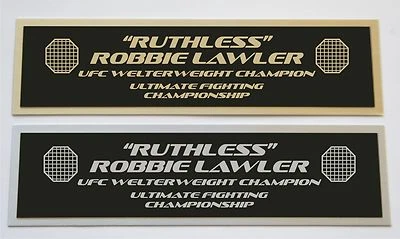 "RUTHLESS"
ROBBIE LAWLER
UFC WELTERWEIGHT CHAMPION
ULTIMATE FIGHTING
CHAMPIONSHIP
"RUTHLESS"
ROBBIE LAWLER
UFC WELTERWEIGHT CHAMPION
ULTIMATE FIGHTING
CHAMPIONSHIP